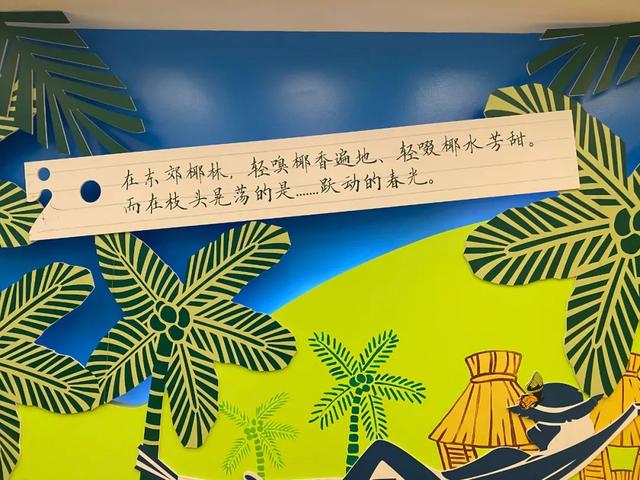 在东郊椰林，轻嗅椰香遍地、轻啜椰水芳甜。
而在枝头晃荡的是……跃动的春光。